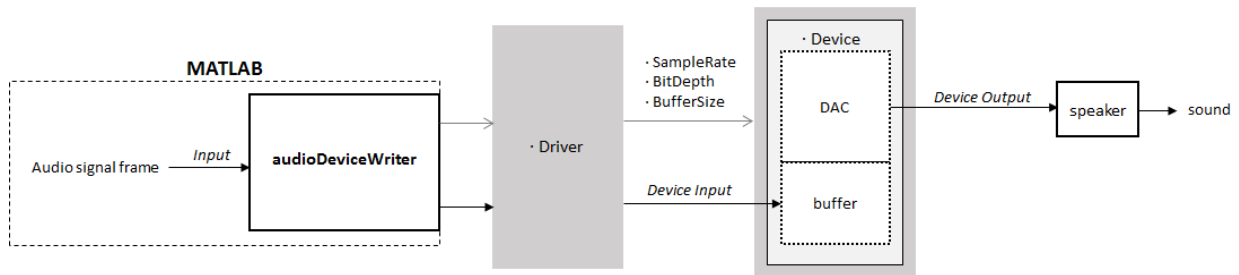 MATLAB
Audio signal frame
Input
audioDeviceWriter
· Driver
· SampleRate
· BitDepth
· BufferSize
Device Input
· Device
DAC
buffer
Device Output
speaker
sound